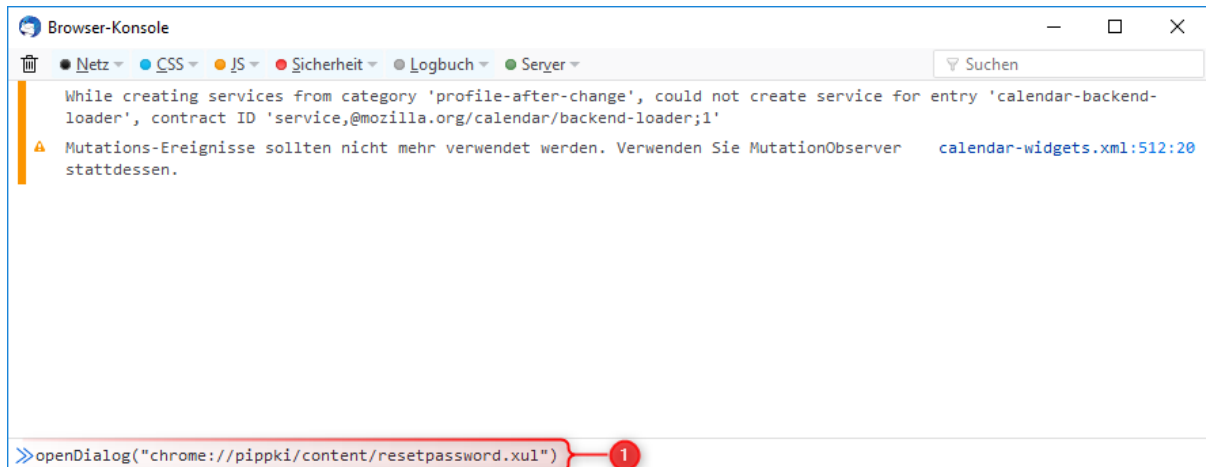 Browser-Konsole
Netz CSS JS Sicherheit Logbuch Server Suchen
While creating services from category 'profile-after-change', could not create service for entry 'calendar-backend-
loader', contract ID 'service,@mozilla.org/calendar/backend-loader;1'
Mutations-Ereignisse sollten nicht mehr verwendet werden. Verwenden Sie MutationObserver calendar-widgets.xml:512:20
stattdessen.
openDialog("chrome://pippki/content/resetpassword.xul") 1